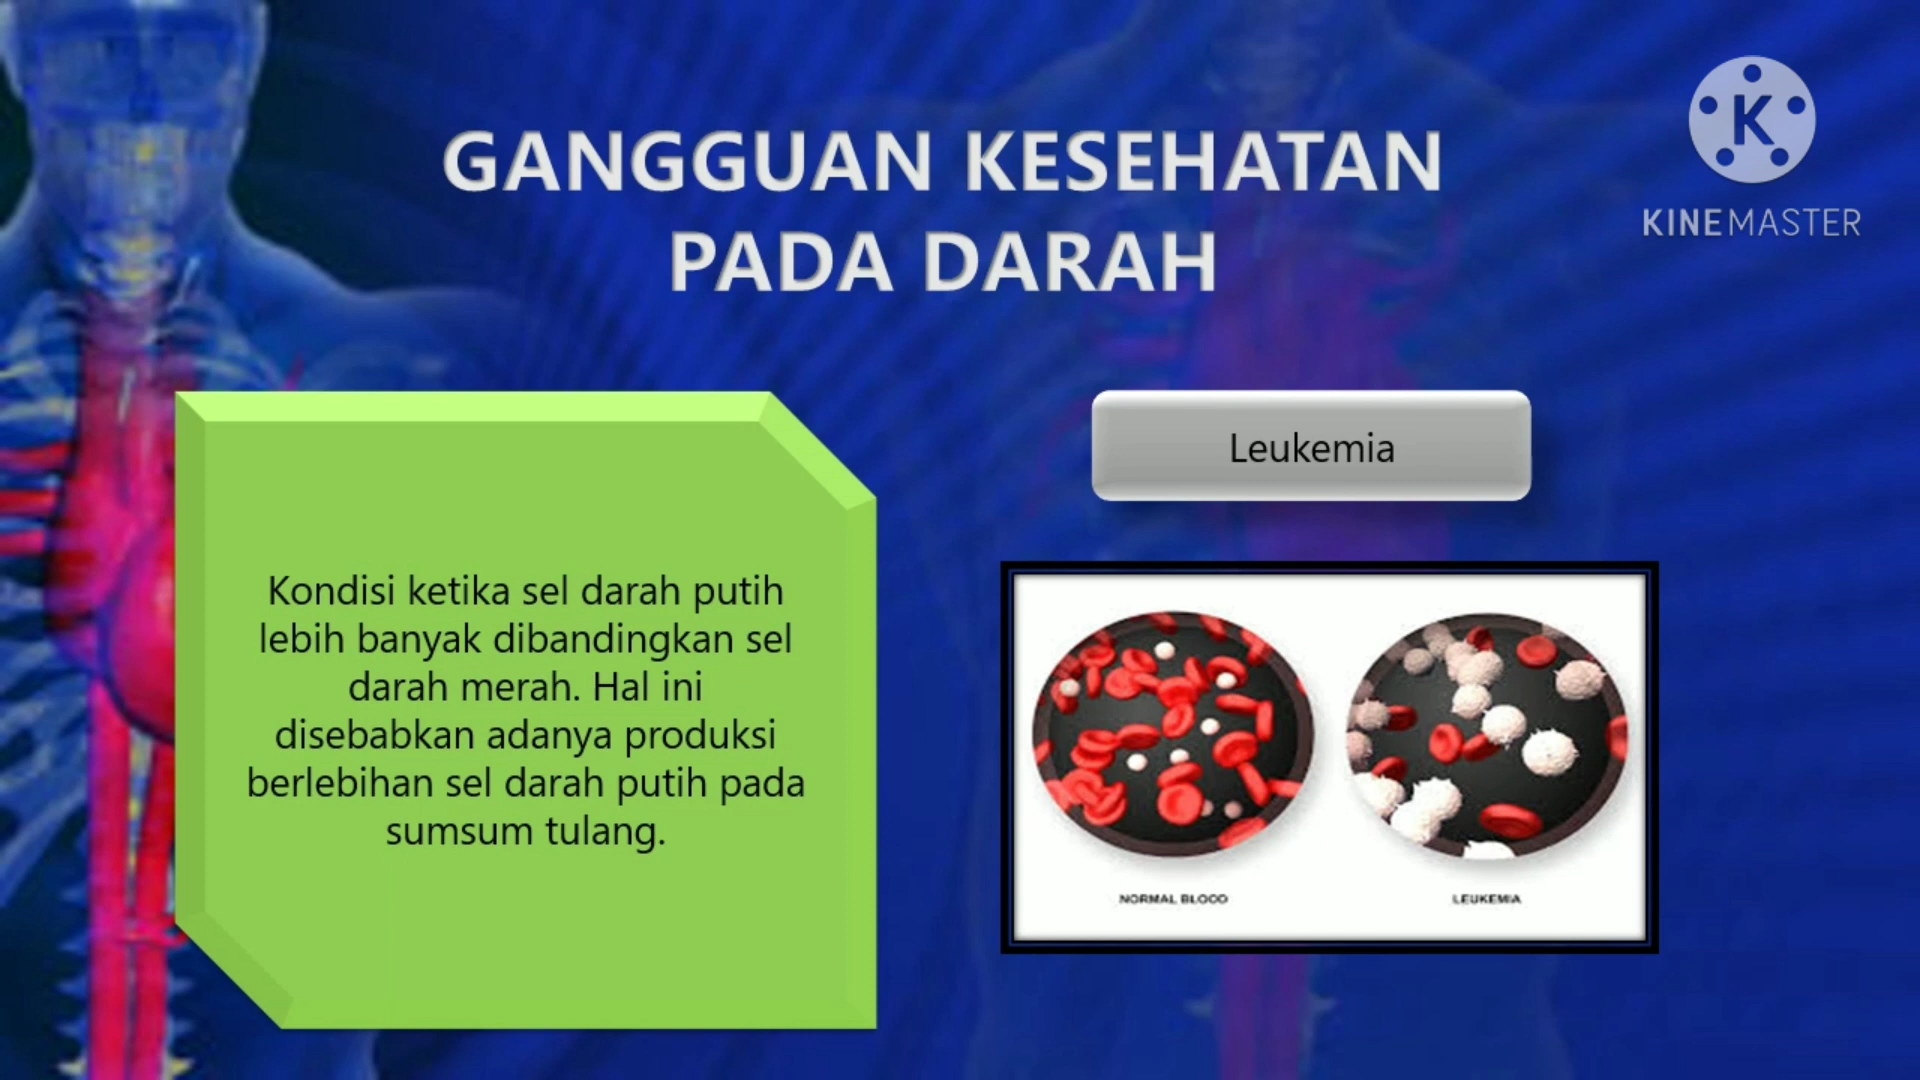 GANGGUAN KESEHATAN
PADA DARAH
K
KINEMASTER
Leukemia
Kondisi ketika sel darah putih
lebih banyak dibandingkan sel
darah merah. Hal ini
disebabkan adanya produksi
berlebihan sel darah putih pada
sumsum tulang.
NORMAL BLOOD
LEUKEMIA